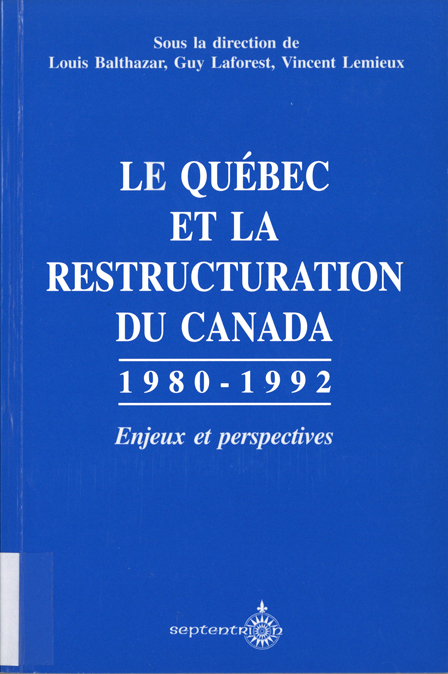 Sous la direction de
Louis Balthazar, Guy Laforest, Vincent Lemieux
LE QUÉBEC
ET LA
RESTRUCTURATION
DU CANADA
1980-1992
Enjeux et perspectives
septentrion